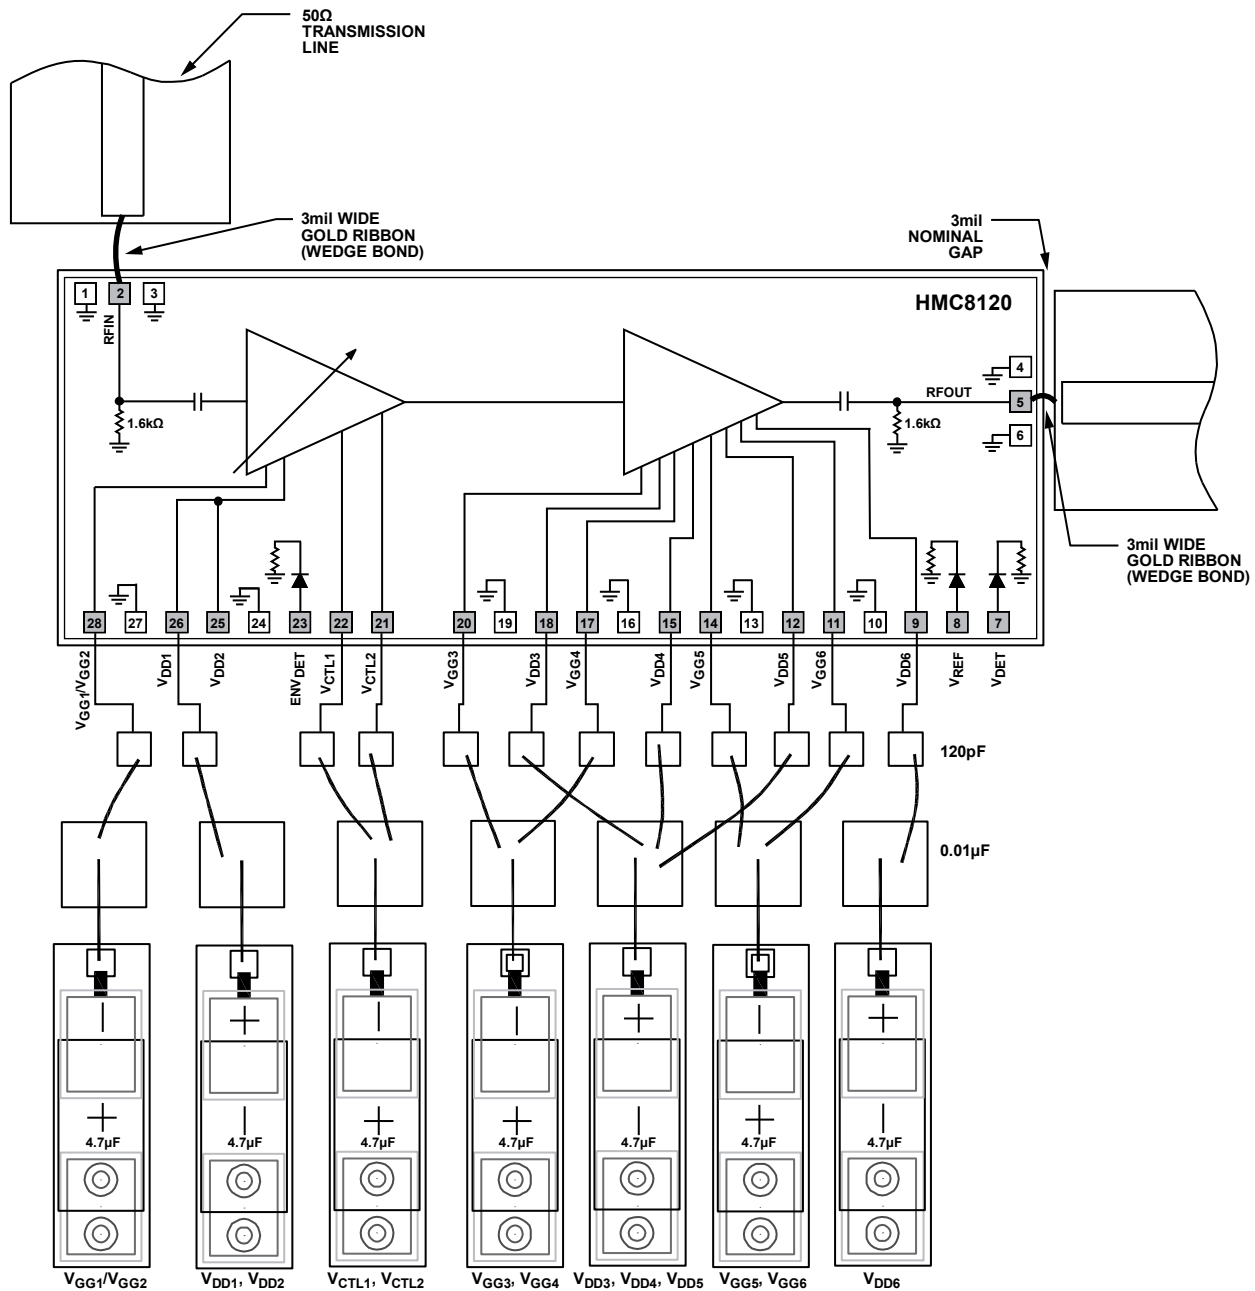 50Ω
TRANSMISSION
LINE
3mil WIDE
GOLD RIBBON
(WEDGE BOND)
3mil
NOMINAL
GAP
1
2
3
HMC8120
RFIN
4
RFOUT
5
1.6kΩ
1.6kΩ
6
3mil WIDE
GOLD RIBBON
(WEDGE BOND)
28
27
26
25
24
23
22
21
20
19
18
17
16
15
14
13
12
11
10
9
8
7
VGG1/VGG2
VDD1
VDD2
ENVDET
VCTL1
VCTL2
VGG3
VDD3
VGG4
VDD4
VGG5
VDD5
VGG6
VDD6
VREF
VDET
120pF
0.01µF
4.7µF
4.7µF
4.7µF
4.7µF
4.7µF
4.7µF
4.7µF
VGG1/VGG2
VDD1, VDD2
VCTL1, VCTL2
VGG3, VGG4
VDD3, VDD4, VDD5
VGG5, VGG6
VDD6